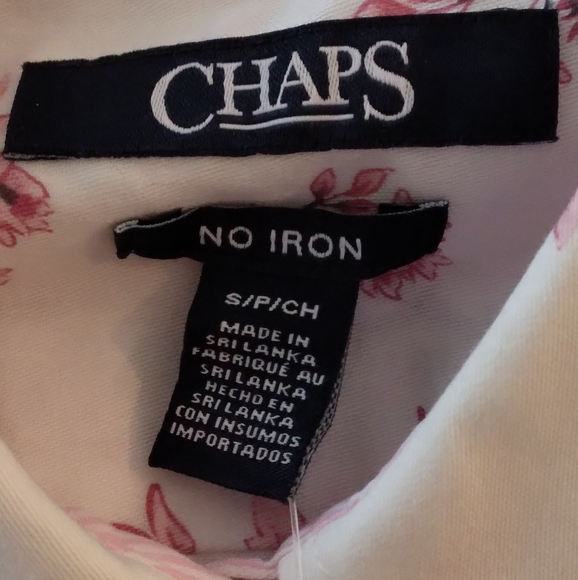 CHAPS
NO IRON
S/P/CH
MADE IN
SRI LANKA
FABRIQUÉ AU
SRI LANKA
HECHO EN
SRI LANKA
CON INSUMOS
IMPORTADOS